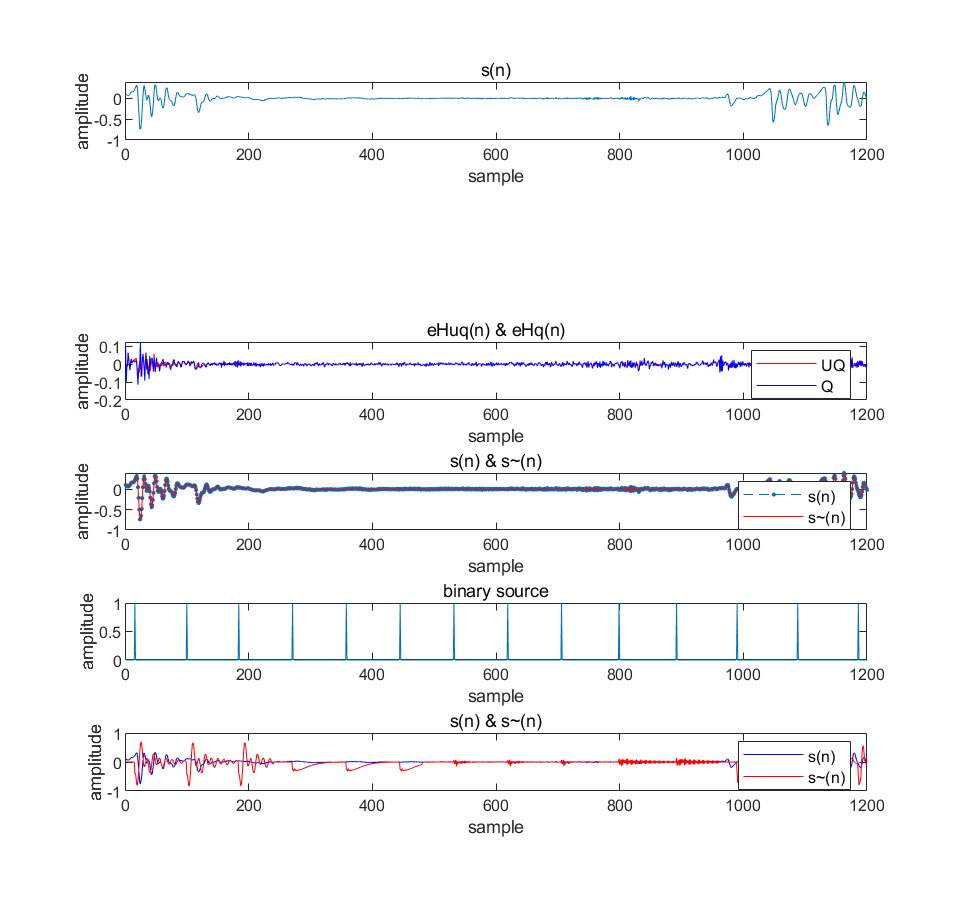 s(n)
amplitude
0
-0.5
-1
0 200 400 600 800 1000 1200
sample
eHuq(n) & eHq(n)
amplitude
0.1
0
-0.1
-0.2
UQ
Q
0 200 400 600 800 1000 1200
sample
s(n) & s~(n)
amplitude
0
-0.5
-1
s(n)
s~(n)
0 200 400 600 800 1000 1200
sample
binary source
amplitude
1
0.5
0
0 200 400 600 800 1000 1200
sample
s(n) & s~(n)
amplitude
1
0
-1
s(n)
s~(n)
0 200 400 600 800 1000 1200
sample